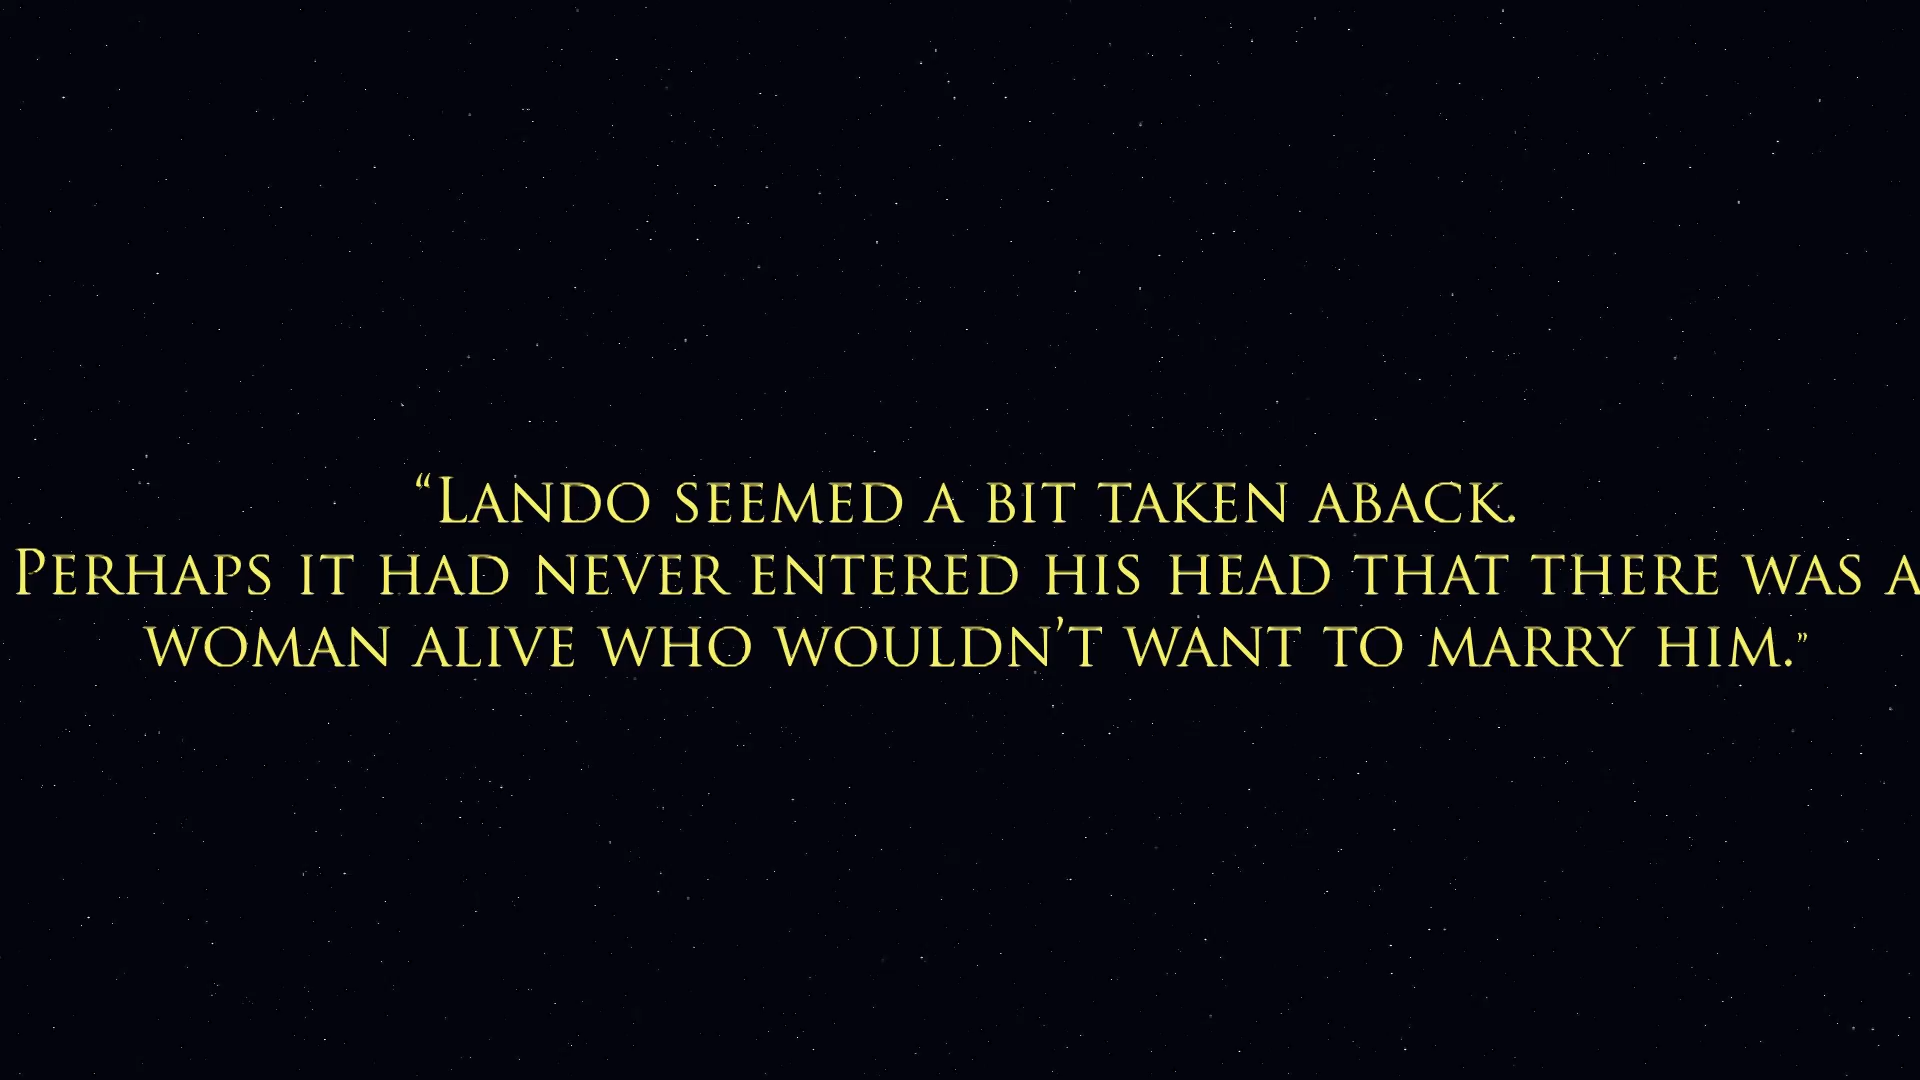 “Lando seemed a bit taken aback.
Perhaps it had never entered his head that there was a
woman alive who wouldn’t want to marry him.”